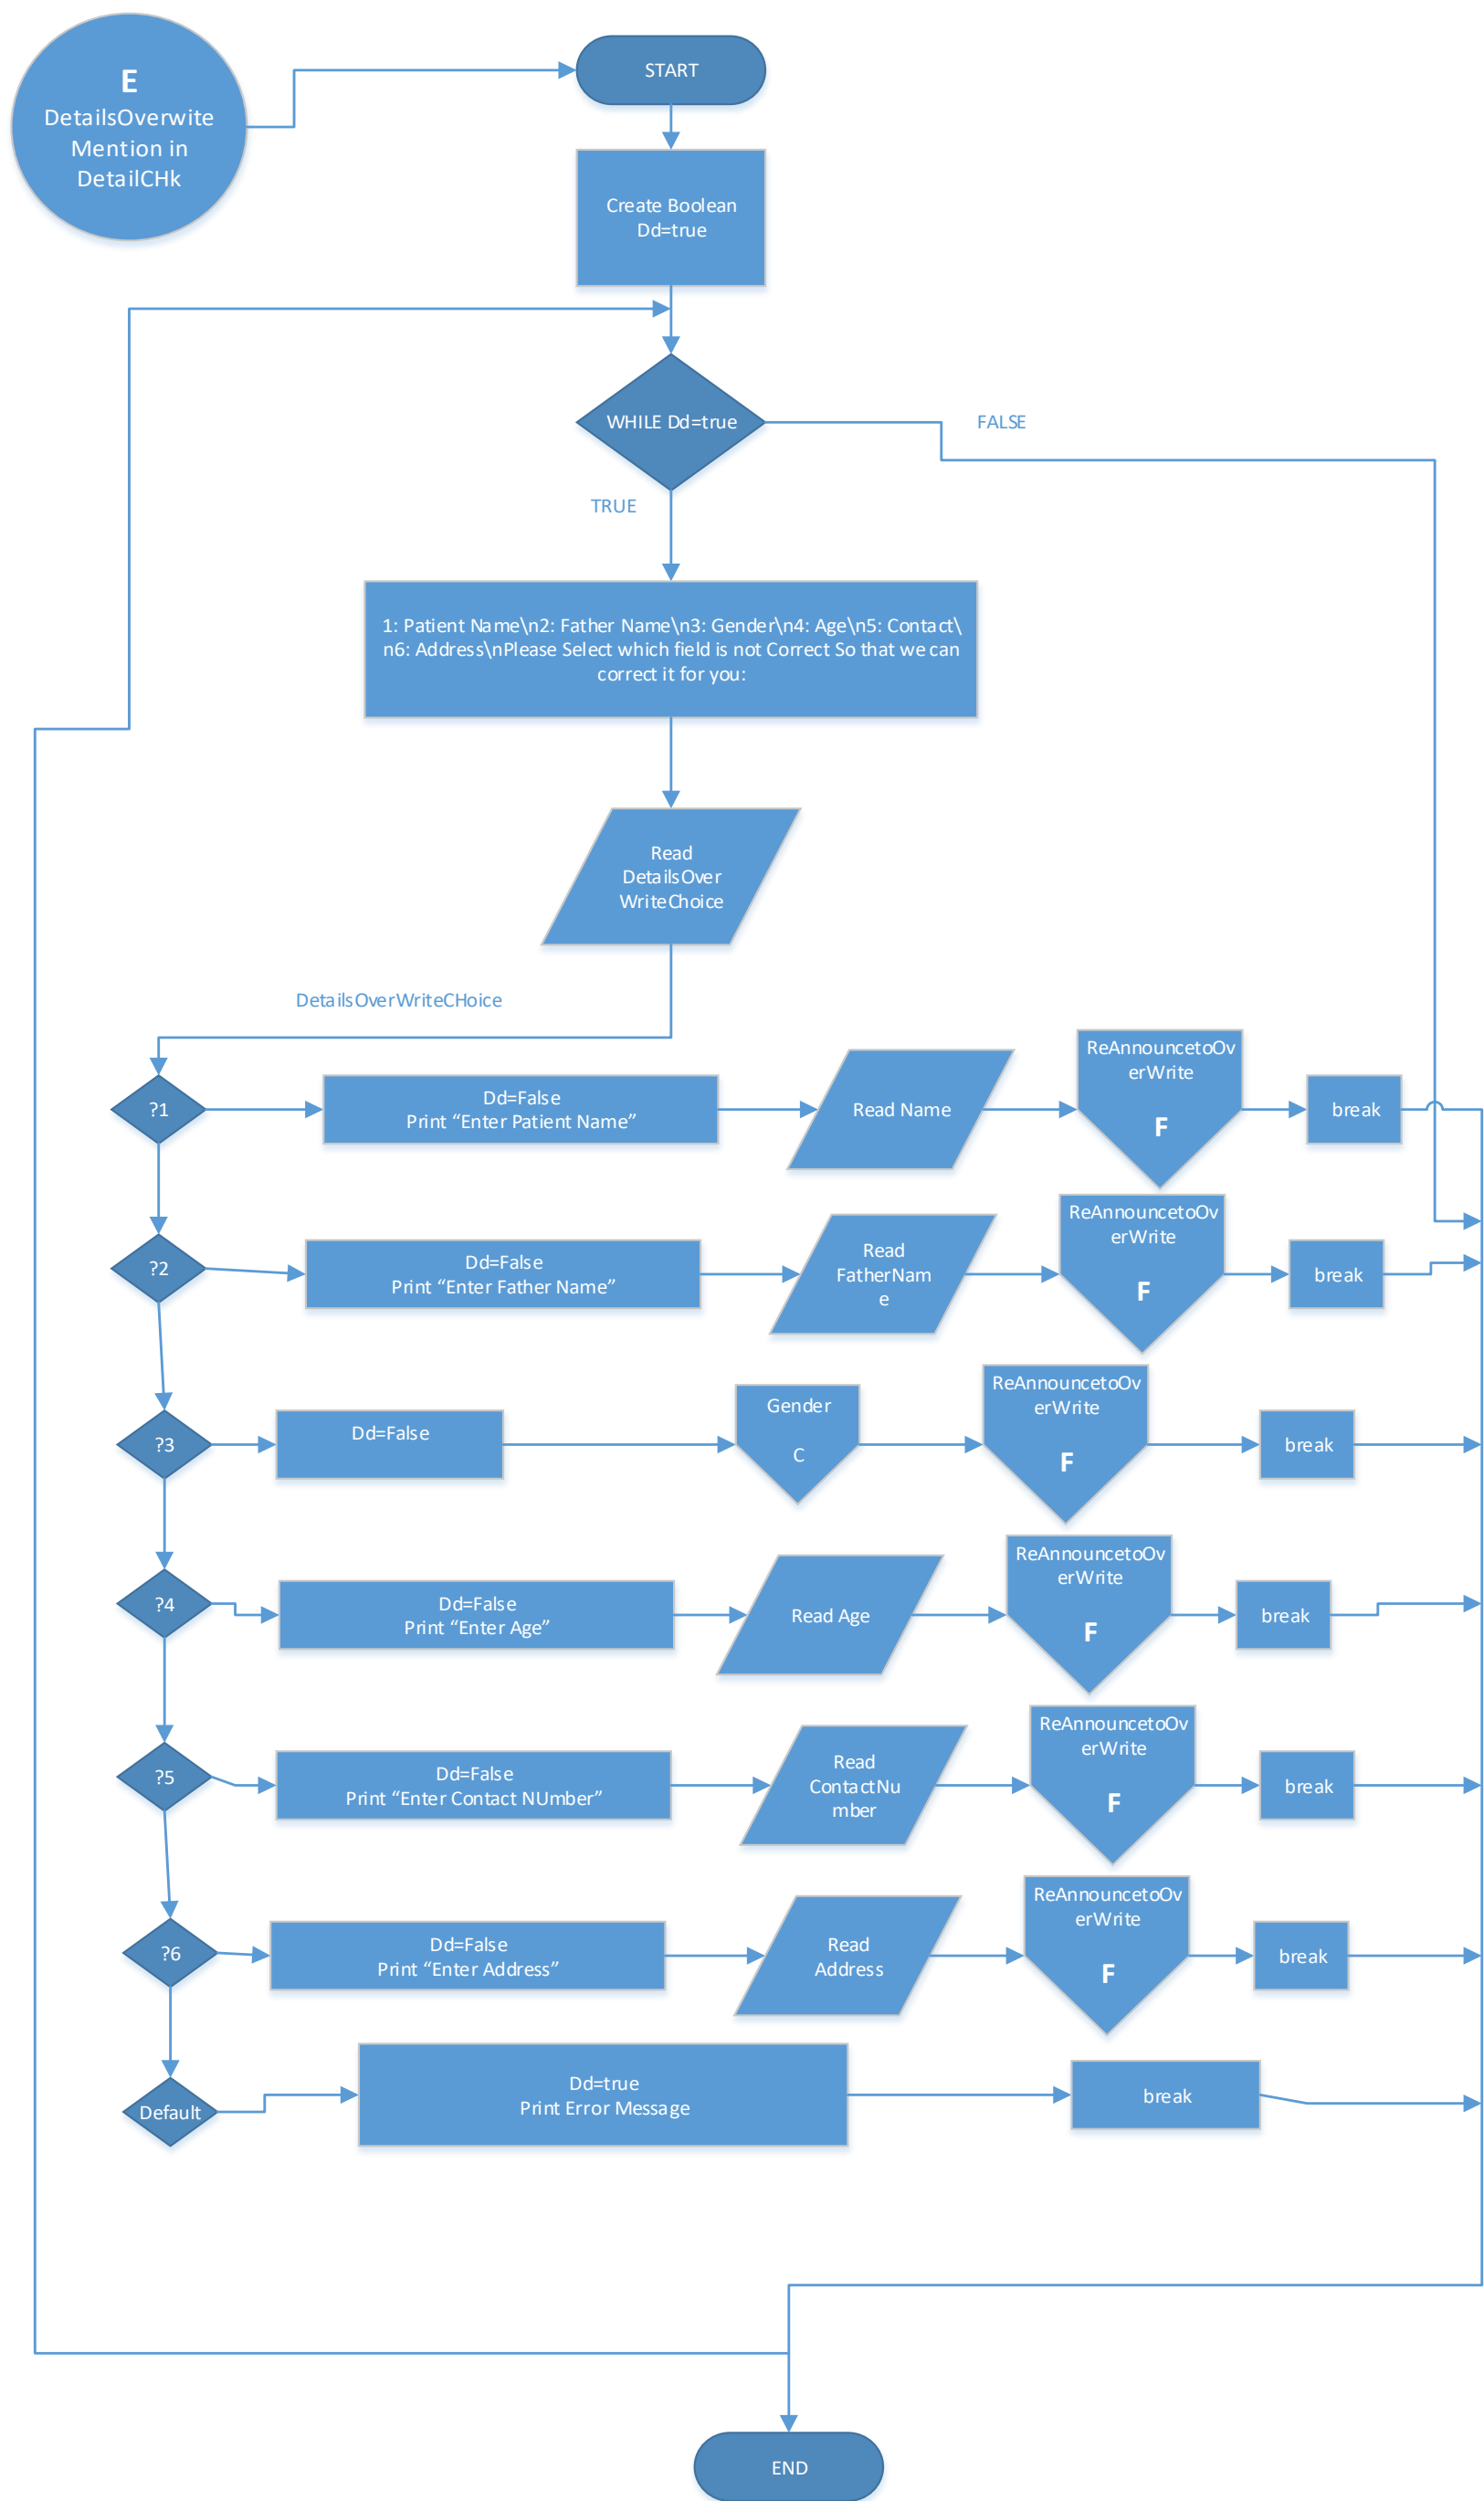 E
DetailsOverwite
Mention in
DetailCHk
START
Create Boolean
Dd=true
WHILE Dd=true
FALSE
TRUE
1: Patient Name\n2: Father Name\n3: Gender\n4: Age\n5: Contact\
n6: Address\nPlease Select which field is not Correct So that we can
correct it for you:
Read
DetailsOver
WriteChoice
DetailsOverWriteCHoice
?1
Dd=False
Print “Enter Patient Name”
Read Name
ReAnnouncetoOv
erWrite
F
break
?2
Dd=False
Print “Enter Father Name”
Read
FatherNam
e
ReAnnouncetoOv
erWrite
F
break
?3
Dd=False
Gender
C
ReAnnouncetoOv
erWrite
F
break
?4
Dd=False
Print “Enter Age”
Read Age
ReAnnouncetoOv
erWrite
F
break
?5
Dd=False
Print “Enter Contact NUmber”
Read
ContactNu
mber
ReAnnouncetoOv
erWrite
F
break
?6
Dd=False
Print “Enter Address”
Read
Address
ReAnnouncetoOv
erWrite
F
break
Default
Dd=true
Print Error Message
break
END